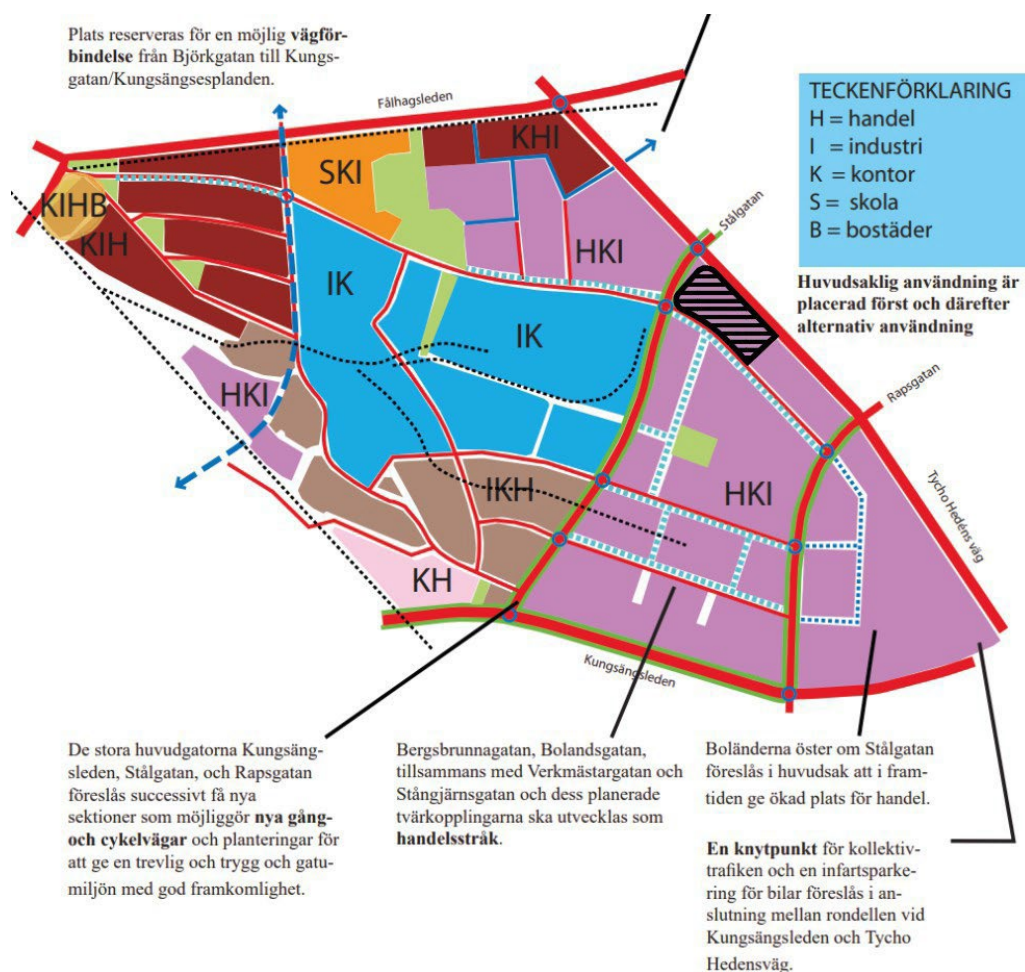 Plats reserveras för en möjlig vägför-
bindelse från Björkgatan till Kungs-
gatan/Kungsängsesplanden.
Fålhagsleden
TECKENFÖRKLARING
H = handel
I = industri
K = kontor
S = skola
B = bostäder
Huvudsaklig användning är
placerad först och därefter
alternativ användning
KHI
SKI
KIHB
KIH
Stålgatan
HKI
IK
IK
HKI
Rapsgatan
HKI
IKH
Tycho Hedéns väg
KH
Kungsängsleden
De stora huvudgatorna Kungsäng-
sleden, Stålgatan, och Rapsgatan
föreslås successivt få nya
sektioner som möjliggör nya gång-
och cykelvägar och planteringar för
att ge en trevlig och trygg och gatu-
miljön med god framkomlighet.
Bergsbrunnagatan, Bolandsgatan,
tillsammans med Verkmästargatan och
Stångjärnsgatan och dess planerade
tvärkopplingarna ska utvecklas som
handelsstråk.
Boländerna öster om Stålgatan
föreslås i huvudsak att i fram-
tiden ge ökad plats för handel.
En knytpunkt för kollektiv-
trafiken och en infartsparke-
ring för bilar föreslås i an-
slutning mellan rondellen vid
Kungsängsleden och Tycho
Hedensväg.